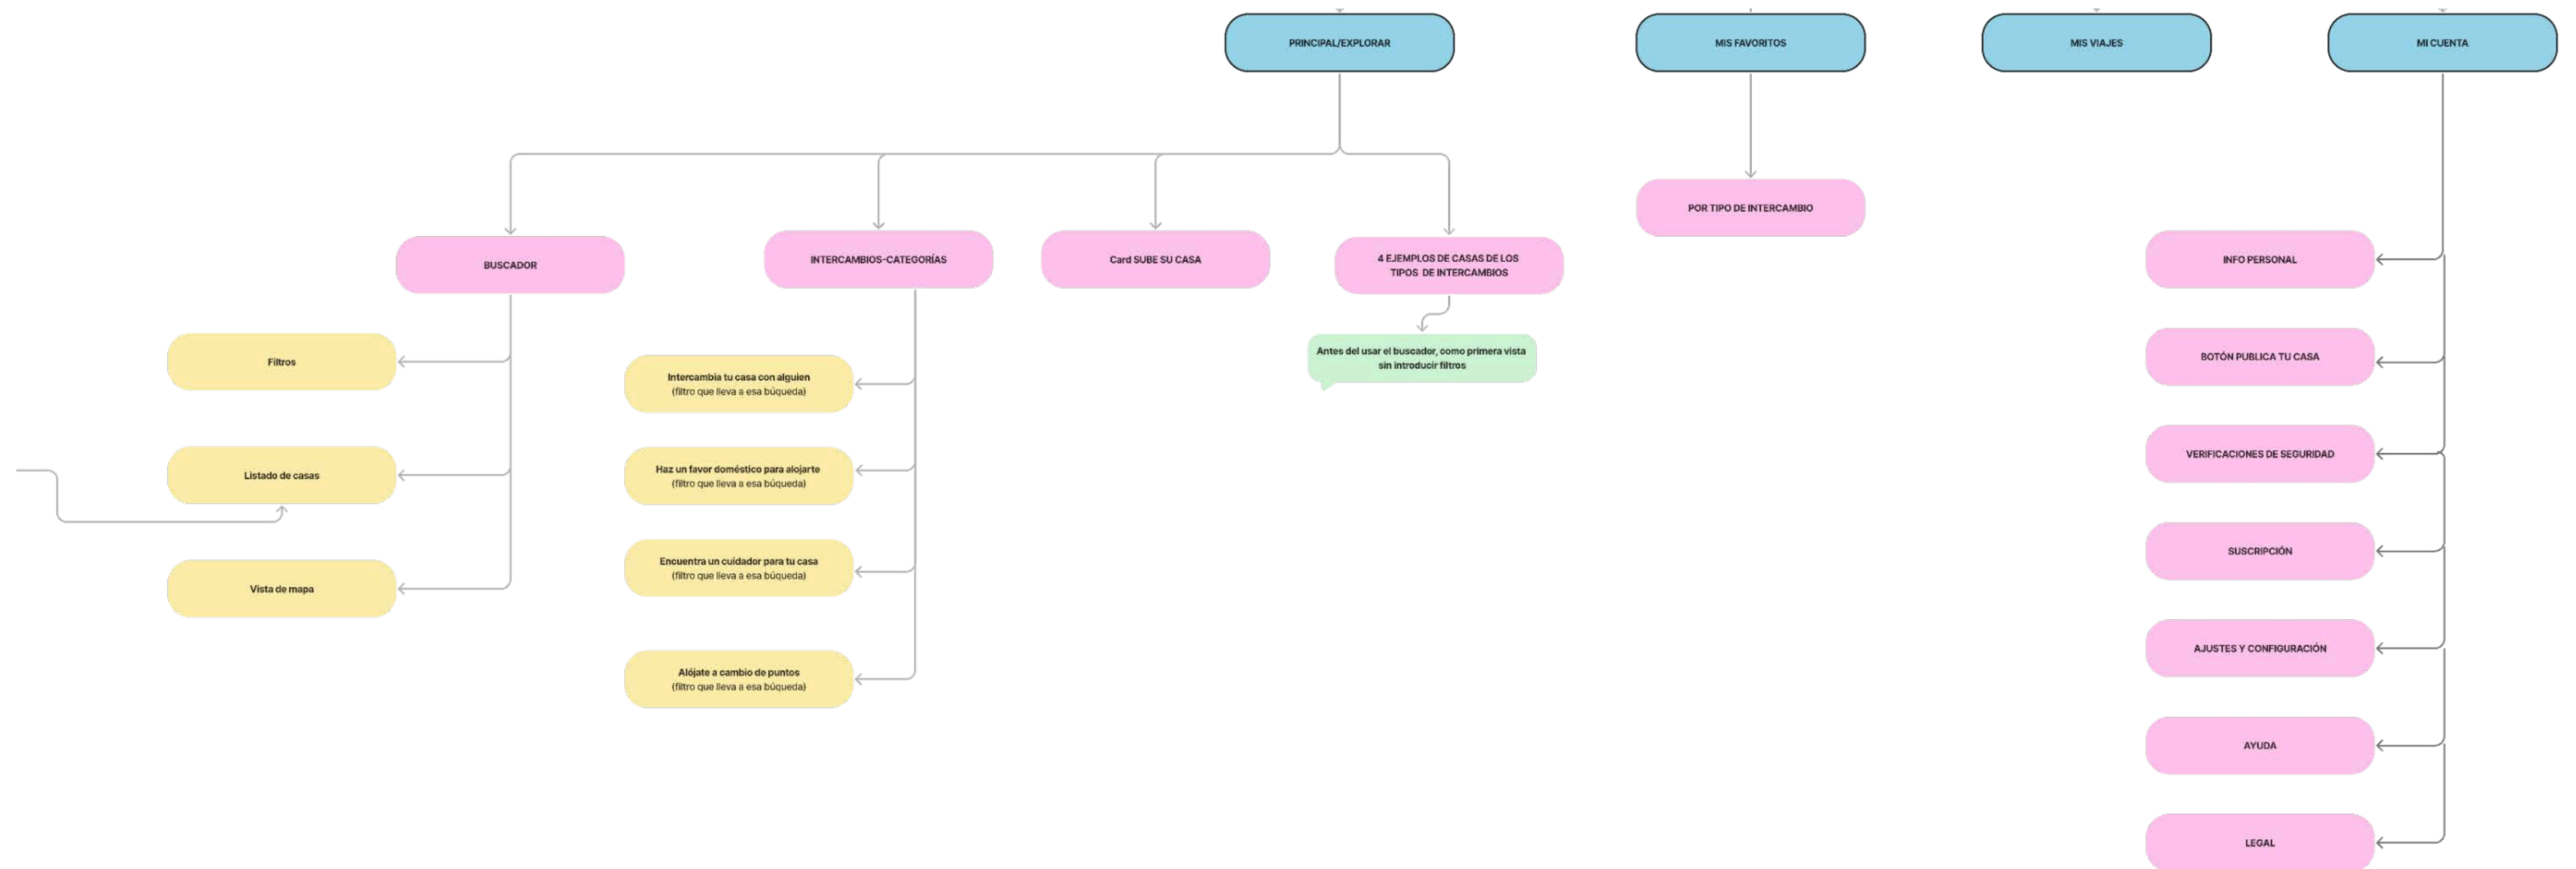 PRINCIPAL/EXPLORAR
MIS FAVORITOS
MIS VIAJES
MI CUENTA
BUSCADOR
Filtros
Listado de casas
Vista de mapa
INTERCAMBIOS-CATEGORÍAS
Intercambia tu casa con alguien
(filtro que lleva a esa búqueda)
Haz un favor doméstico para alojarte
(filtro que lleva a esa búqueda)
Encuentra un cuidador para tu casa
(filtro que lleva a esa búqueda)
Alójate a cambio de puntos
(filtro que lleva a esa búqueda)
Card SUBE SU CASA
4 EJEMPLOS DE CASAS DE LOS
TIPOS DE INTERCAMBIOS
Antes del usar el buscador, como primera vista
sin introducir filtros
POR TIPO DE INTERCAMBIO
INFO PERSONAL
BOTÓN PUBLICA TU CASA
VERIFICACIONES DE SEGURIDAD
SUSCRIPCIÓN
AJUSTES Y CONFIGURACIÓN
AYUDA
LEGAL